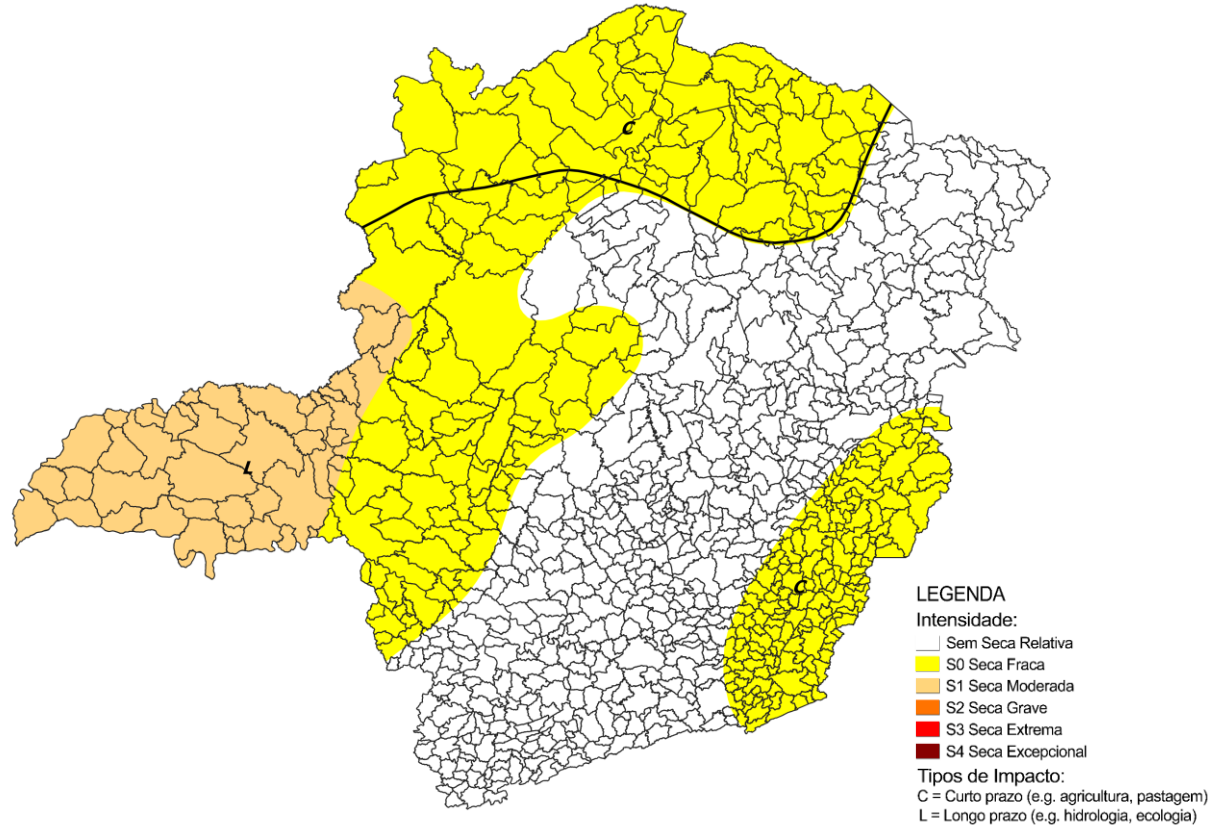 C
L
C
LEGENDA
Intensidade:
Sem Seca Relativa
S0 Seca Fraca
S1 Seca Moderada
S2 Seca Grave
S3 Seca Extrema
S4 Seca Excepcional
Tipos de Impacto:
C = Curto prazo (e.g. agricultura, pastagem)
L = Longo prazo (e.g. hidrologia, ecologia)